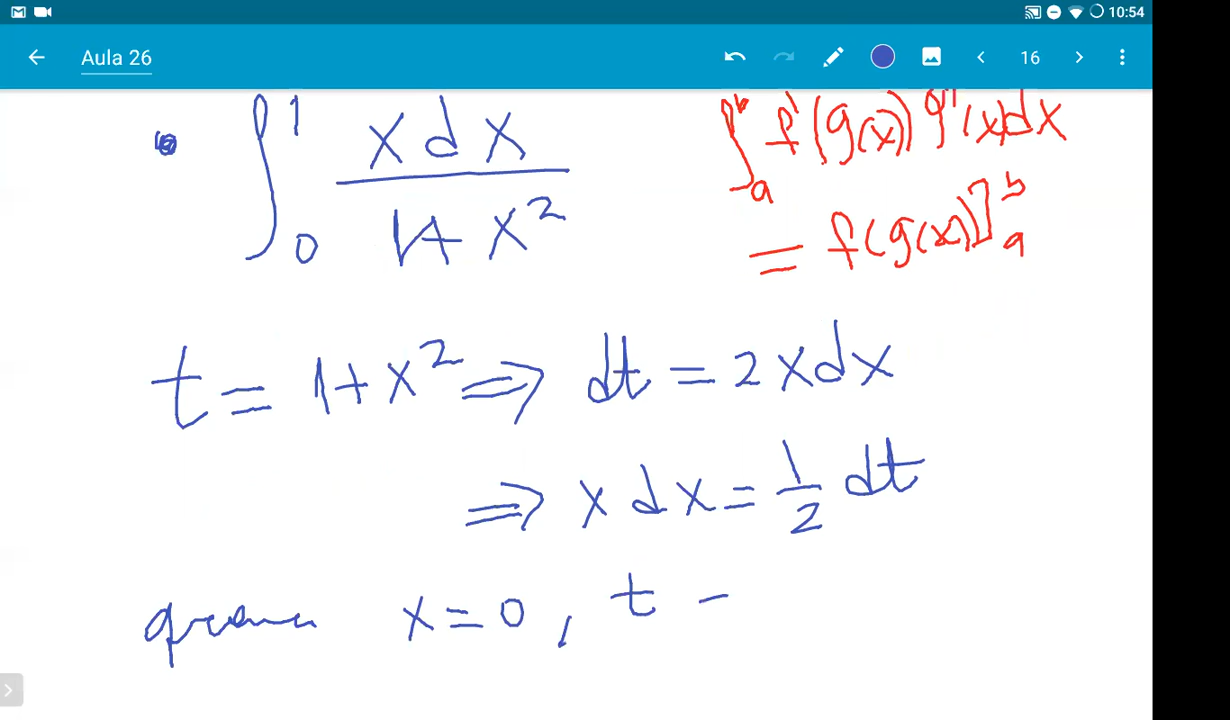 10:54
Aula 26
16
∫₀¹ x dx / (1+x²)
∫ₐᵇ f'(g(x)) g'(x) dx
= f(g(x))]ₐᵇ
t = 1+x² ⇒ dt = 2x dx
⇒ x dx = 1/2 dt
x = 0, t -